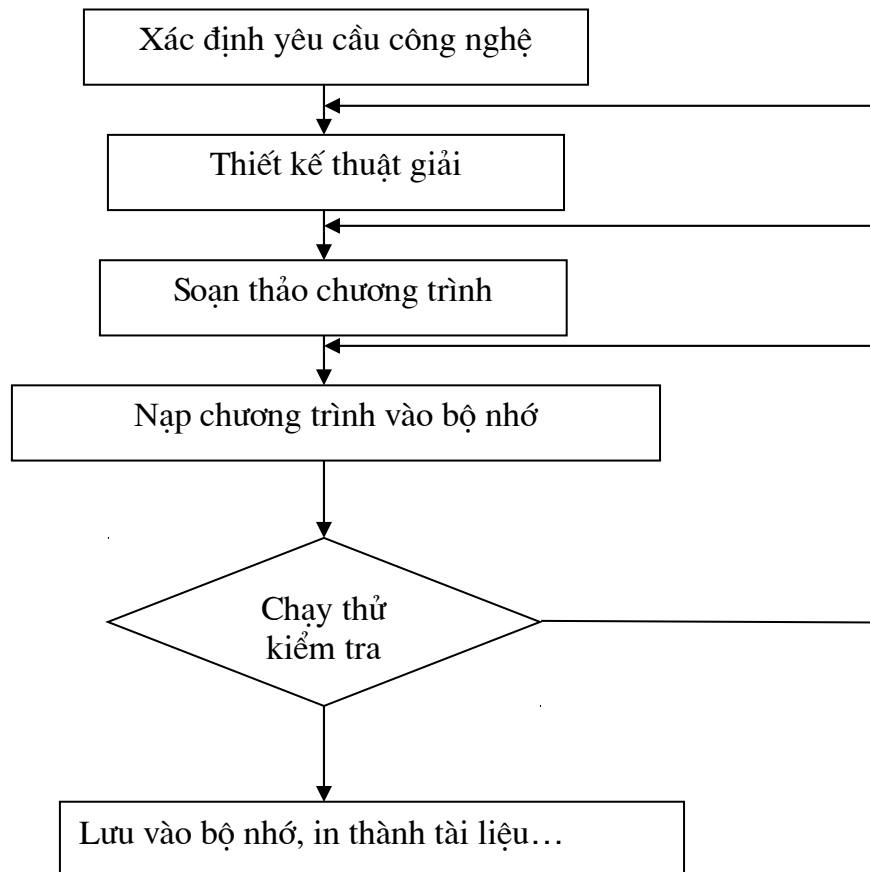 Xác định yêu cầu công nghệ
Thiết kế thuật giải
Soạn thảo chương trình
Nạp chương trình vào bộ nhớ
Chạy thử
kiểm tra
Lưu vào bộ nhớ, in thành tài liệu…